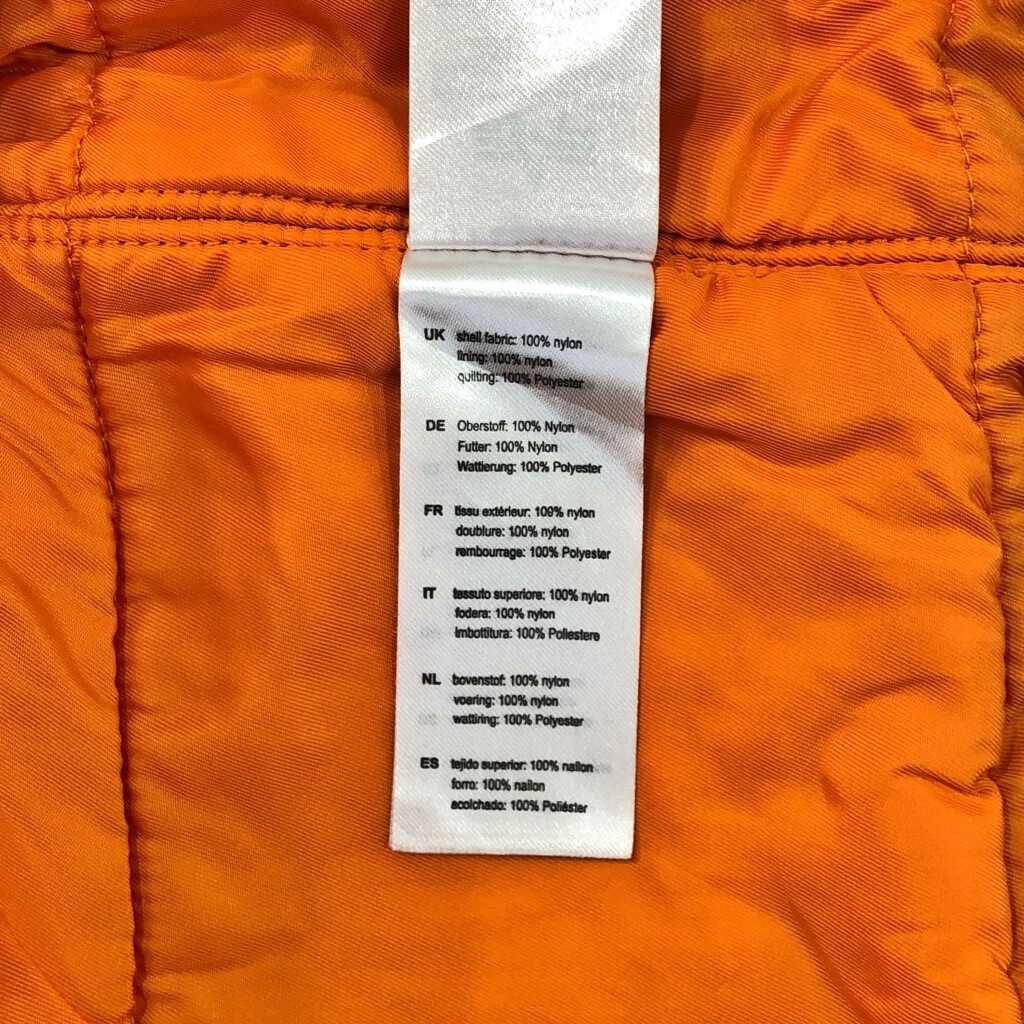 UK shell fabric: 100% nylon
lining: 100% nylon
quilting: 100% Polyester
DE Oberstoff: 100% Nylon
Futter: 100% Nylon
Wattierung: 100% Polyester
FR tissu extérieur: 100% nylon
doublure: 100% nylon
rembourrage: 100% Polyester
IT tessuto superiore: 100% nylon
fodera: 100% nylon
imbottitura: 100% Poliestere
NL bovenstof: 100% nylon
voering: 100% nylon
wattiring: 100% Polyester
ES tejido superior: 100% nailon
forro: 100% nailon
acolchado: 100% Poliéster